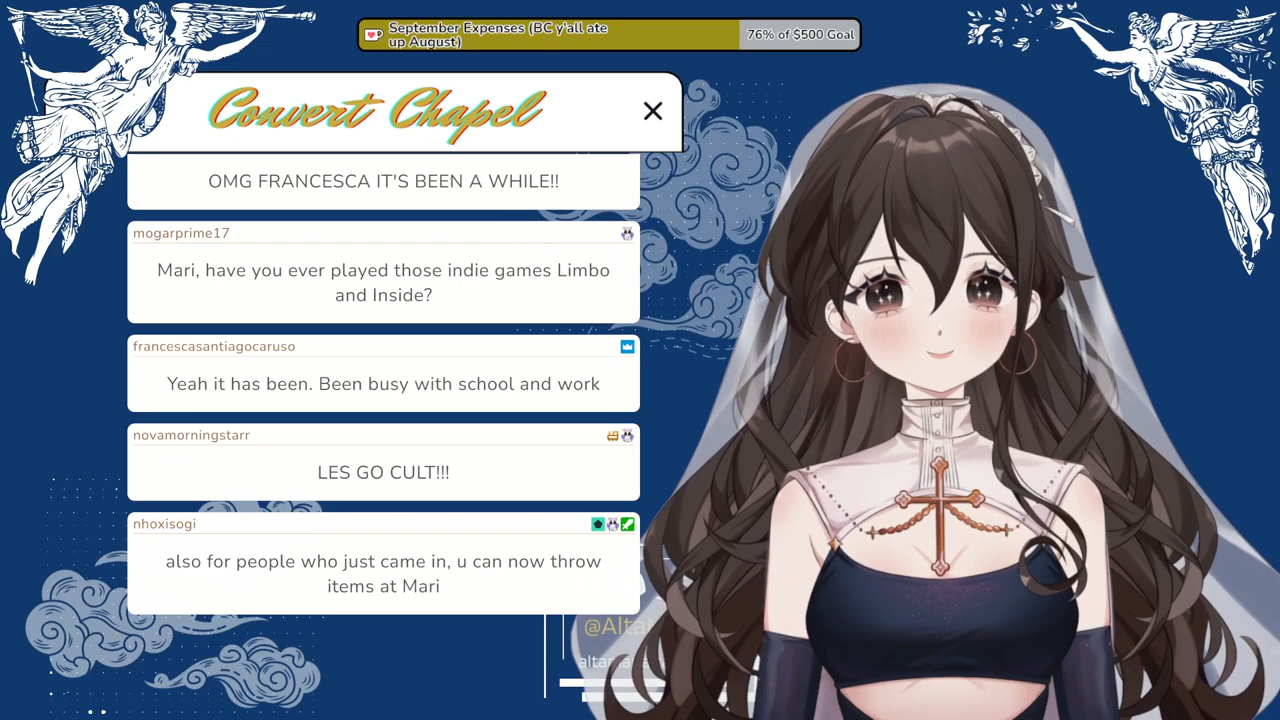 September Expenses (BC y'all ate
up August)
76% of $500 Goal
Convert Chapel
OMG FRANCESCA IT'S BEEN A WHILE!!
mogarprime17
Mari, have you ever played those indie games Limbo
and Inside?
francescasantiagocaruso
Yeah it has been. Been busy with school and work
novamorningstarr
LES GO CULT!!!
nhoxisogi
also for people who just came in, u can now throw
items at Mari